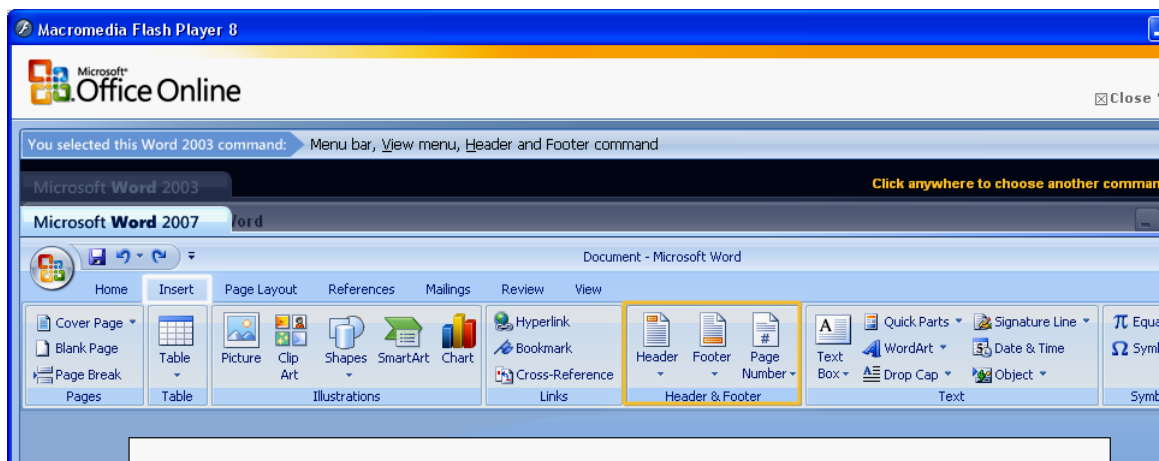 Macromedia Flash Player 8
Microsoft
Office Online
Close
You selected this Word 2003 command: Menu bar, View menu, Header and Footer command
Microsoft Word 2003
Click anywhere to choose another
Microsoft Word 2007
Document - Microsoft Word
Home Insert Page Layout References Mailings Review View
Cover Page
Blank Page
Page Break
Pages
Table
Table
Picture
Clip
Art
Shapes
SmartArt
Chart
Illustrations
Hyperlink
Bookmark
Cross-Reference
Links
Header
Footer
Page
Number
Header & Footer
Text
Box
Quick Parts
WordArt
Drop Cap
Signature Line
Date & Time
Object
Text
π
Ω